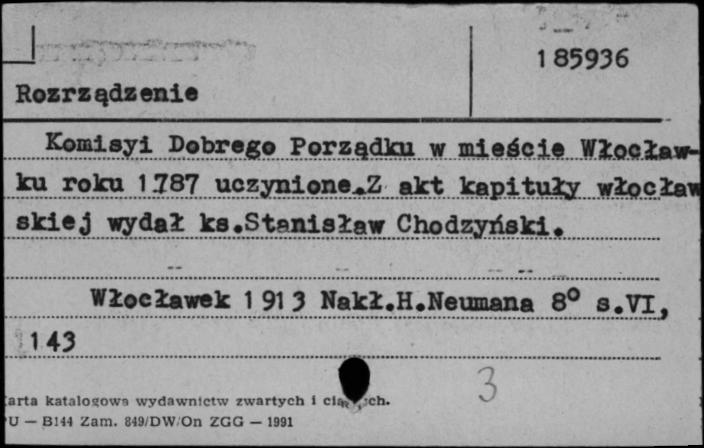 185936
Rozrządzenie
Komisyi Dobrego Porządku w mieście Włocław-
ku roku 1787 uczynione.Z akt kapituły włocław
skiej wydał ks.Stanisław Chodzyński.
Włocławek 1913 Nakł.H.Neumana 8° s.VI,
143
3
arta katalogowa wydawnictw zwartych i
U — B144 Zam. 849/DW/On ZGG — 1991